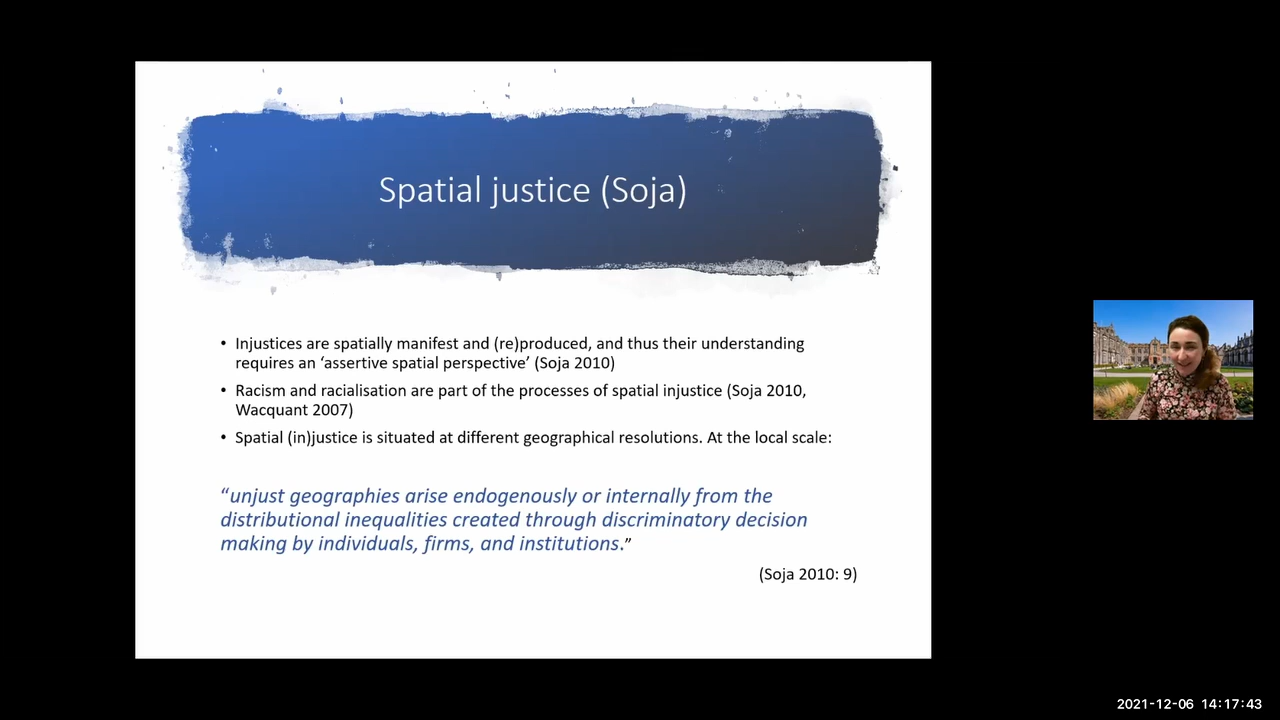 Spatial justice (Soja)
• Injustices are spatially manifest and (re)produced, and thus their understanding
requires an ‘assertive spatial perspective’ (Soja 2010)
• Racism and racialisation are part of the processes of spatial injustice (Soja 2010,
Wacquant 2007)
• Spatial (in)justice is situated at different geographical resolutions. At the local scale:
“unjust geographies arise endogenously or internally from the
distributional inequalities created through discriminatory decision
making by individuals, firms, and institutions.”
(Soja 2010: 9)
2021-12-06 14:17:43